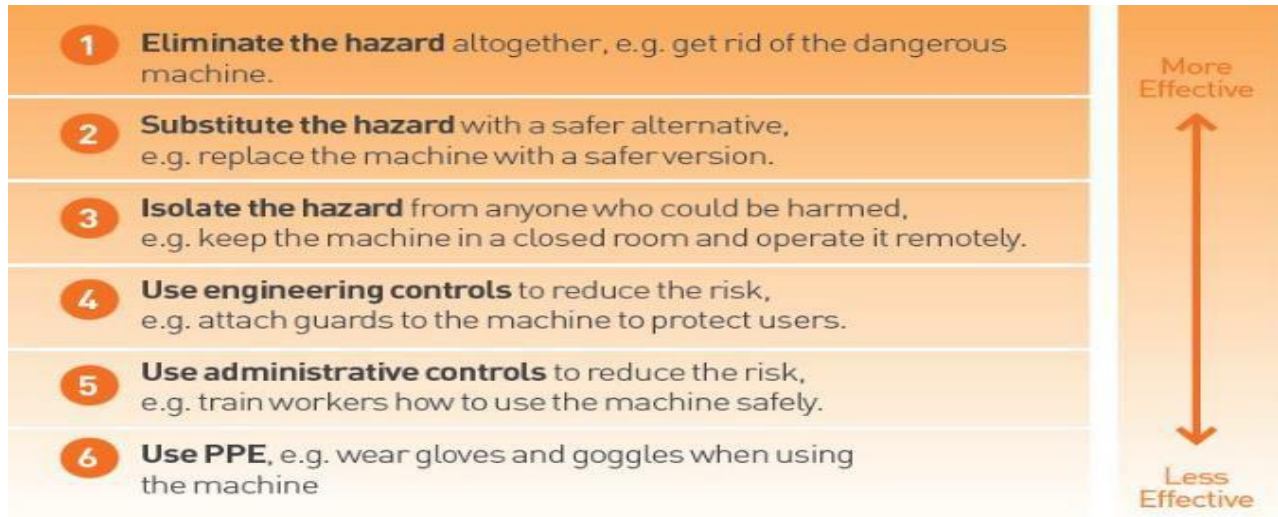 1 Eliminate the hazard altogether, e.g. get rid of the dangerous
machine.
2 Substitute the hazard with a safer alternative,
e.g. replace the machine with a safer version.
3 Isolate the hazard from anyone who could be harmed,
e.g. keep the machine in a closed room and operate it remotely.
4 Use engineering controls to reduce the risk,
e.g. attach guards to the machine to protect users.
5 Use administrative controls to reduce the risk,
e.g. train workers how to use the machine safely.
6 Use PPE, e.g. wear gloves and goggles when using
the machine
More
Effective
Less
Effective